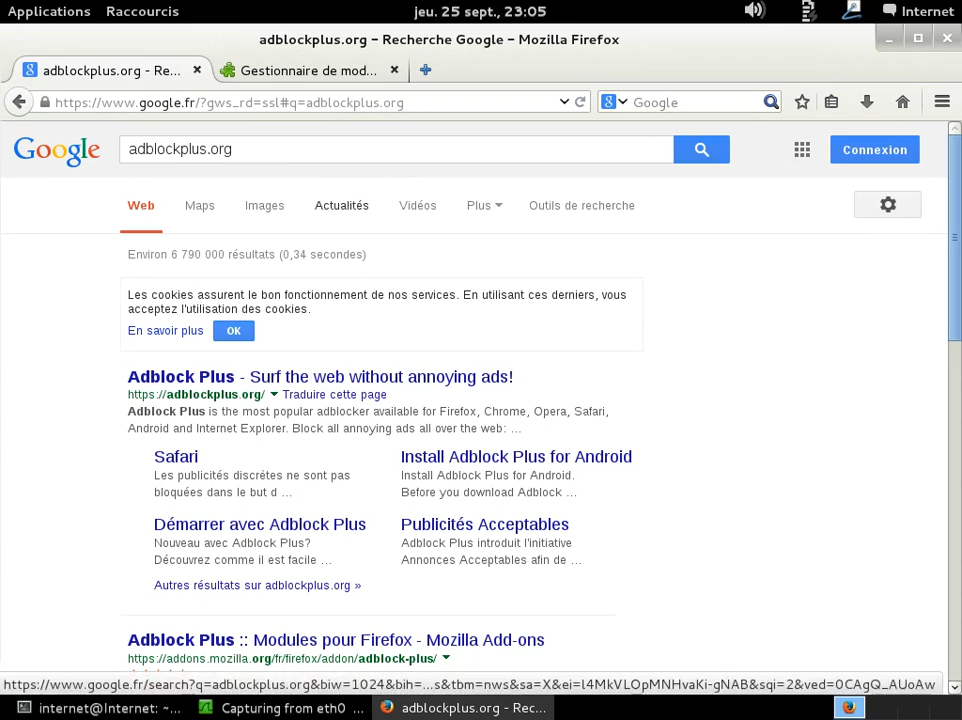 Applications Raccourcis jeu. 25 sept., 23:05 Internet
adblockplus.org – Recherche Google – Mozilla Firefox
adblockplus.org - Re... Gestionnaire de mod...
https://www.google.fr/?gws_rd=ssl#q=adblockplus.org Google
Google adblockplus.org Connexion
Web Maps Images Actualités Vidéos Plus Outils de recherche
Environ 6 790 000 résultats (0,34 secondes)
Les cookies assurent le bon fonctionnement de nos services. En utilisant ces derniers, vous
acceptez l'utilisation des cookies.
En savoir plus OK
Adblock Plus - Surf the web without annoying ads!
https://adblockplus.org/ Traduire cette page
Adblock Plus is the most popular adblocker available for Firefox, Chrome, Opera, Safari,
Android and Internet Explorer. Block all annoying ads all over the web: ...
Safari
Les publicités discrètes ne sont pas
bloquées dans le but d ...
Install Adblock Plus for Android
Install Adblock Plus for Android.
Before you download Adblock ...
Démarrer avec Adblock Plus
Nouveau avec Adblock Plus?
Découvrez comme il est facile ...
Publicités Acceptables
Adblock Plus introduit l'initiative
Annonces Acceptables afin de ...
Autres résultats sur adblockplus.org »
Adblock Plus :: Modules pour Firefox - Mozilla Add-ons
https://addons.mozilla.org/fr/firefox/addon/adblock-plus/
https://www.google.fr/search?q=adblockplus.org&biw=1024&bih=...s&tbm=nws&sa=X&ei=l4MkVLOpMNHvaKi-gNAB&sqi=2&ved=0CAgQ_AUoAw
internet@Internet: ~... Capturing from eth0 ... adblockplus.org - Rec...